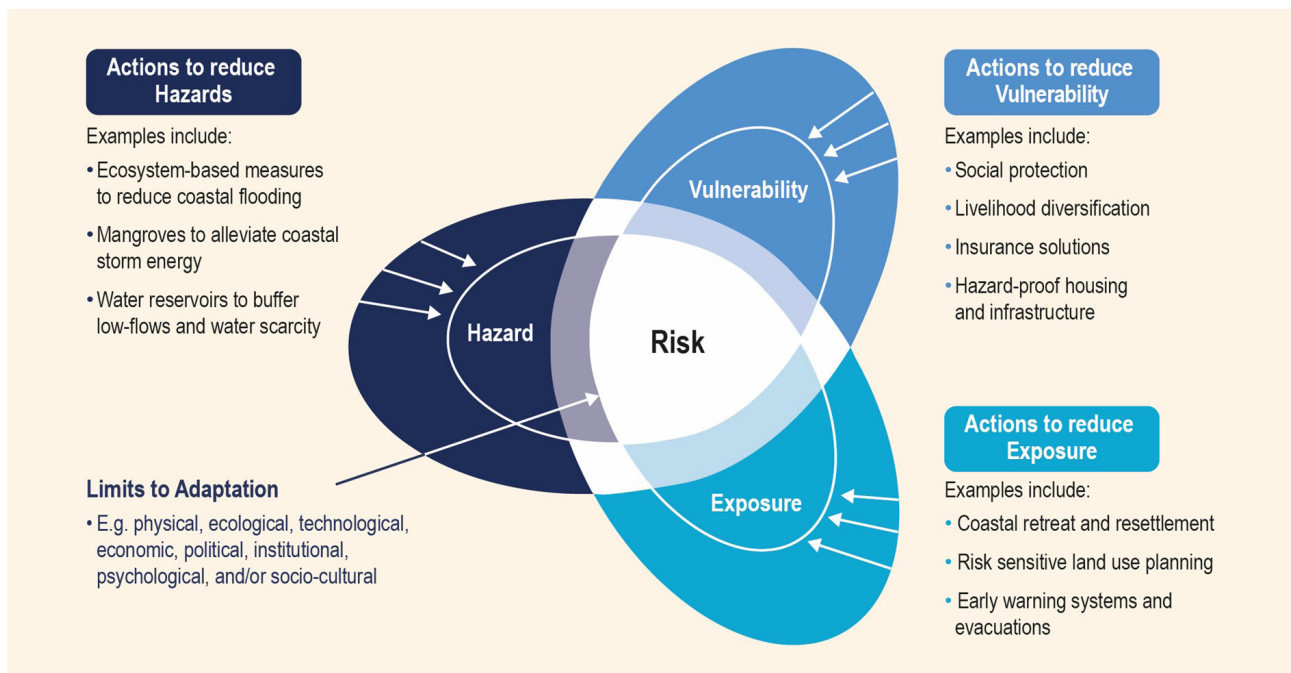 Actions to reduce
Hazards
Examples include:
• Ecosystem-based measures
to reduce coastal flooding
• Mangroves to alleviate coastal
storm energy
• Water reservoirs to buffer
low-flows and water scarcity
Limits to Adaptation
• E.g. physical, ecological, technological,
economic, political, institutional,
psychological, and/or socio-cultural
Vulnerability
Hazard
Risk
Exposure
Actions to reduce
Vulnerability
Examples include:
• Social protection
• Livelihood diversification
• Insurance solutions
• Hazard-proof housing
and infrastructure
Actions to reduce
Exposure
Examples include:
• Coastal retreat and resettlement
• Risk sensitive land use planning
• Early warning systems and
evacuations